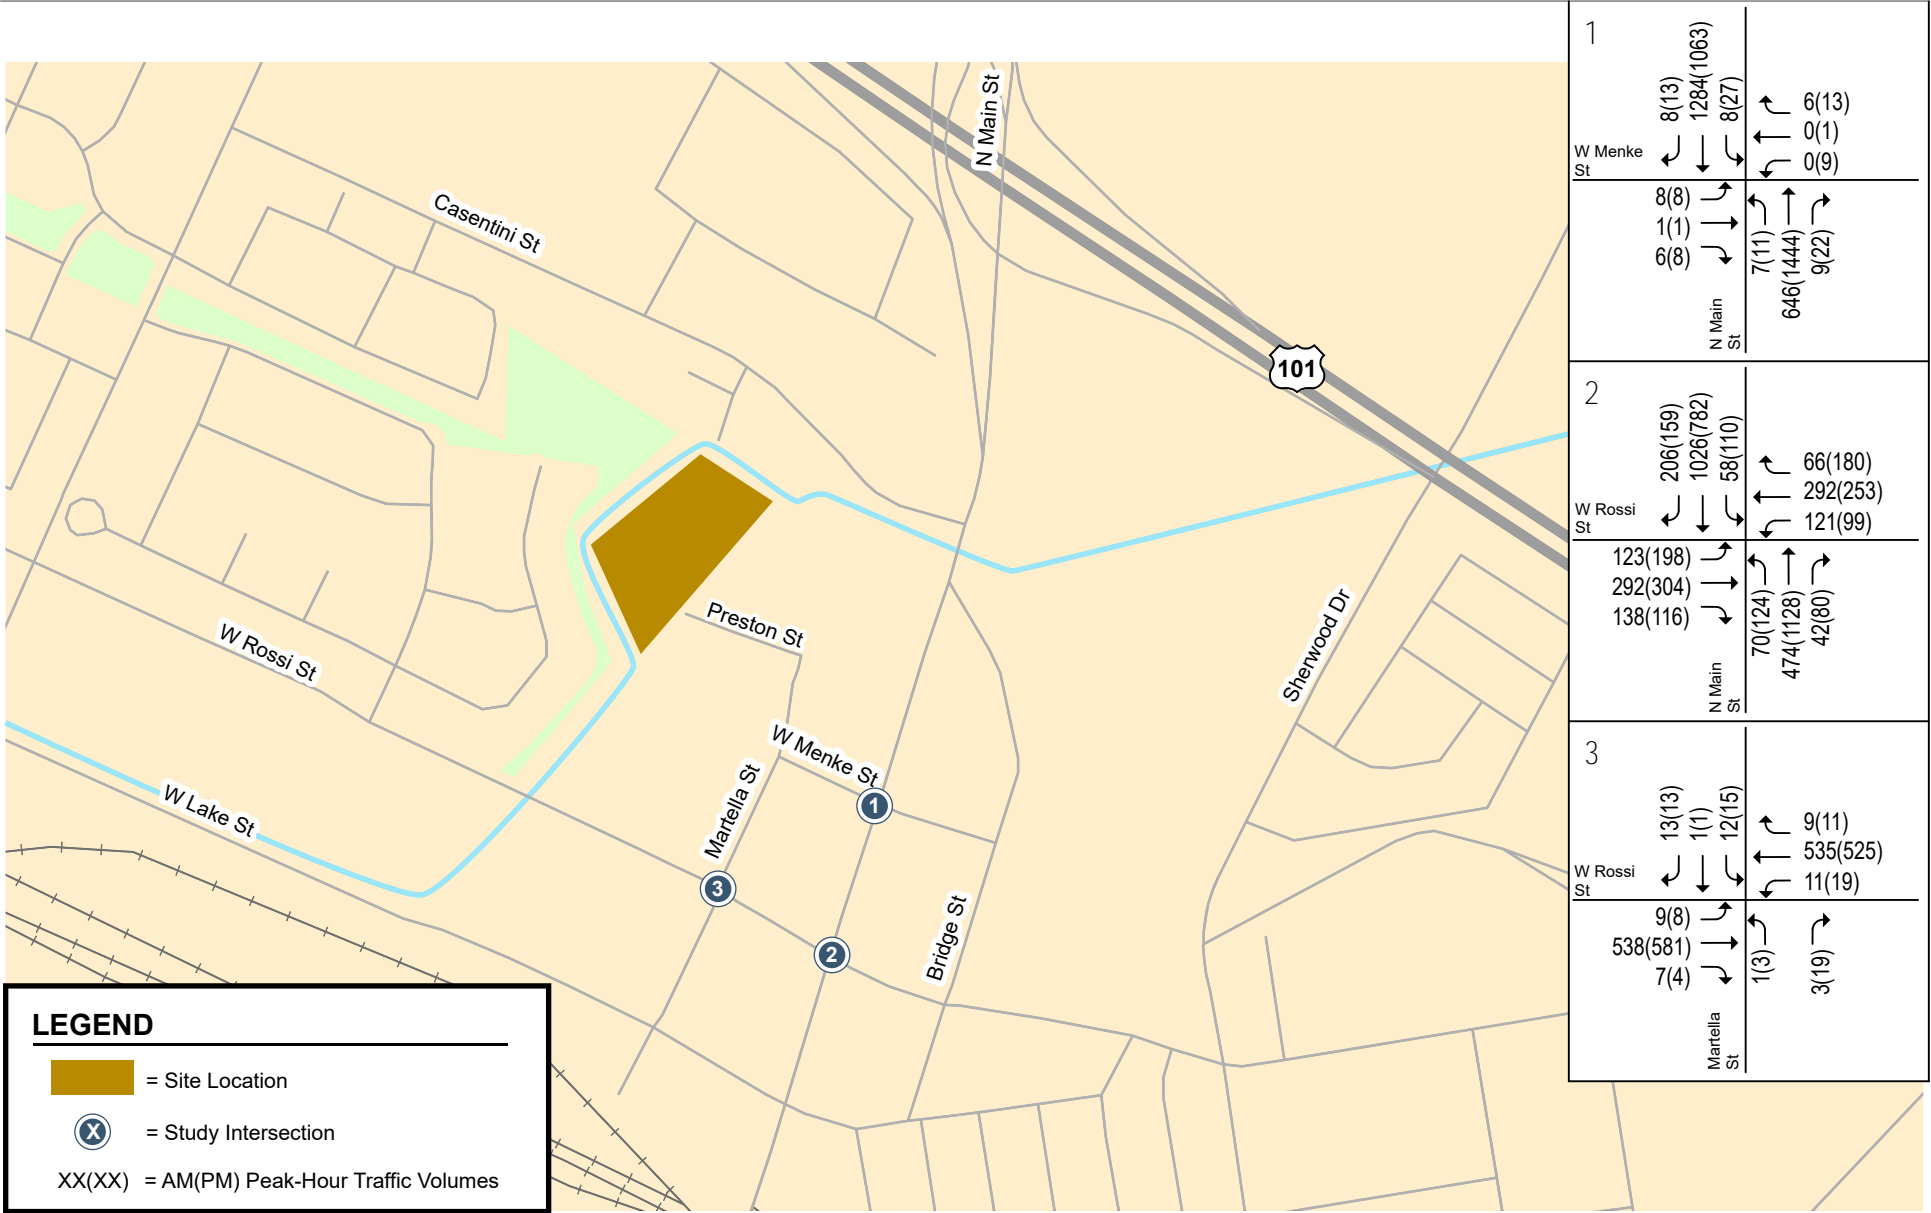 N Main St
Casentini St
101
Preston St
W Rossi St
Sherwood Dr
W Menke St
W Lake St
Martella St
Bridge St
1
3
2
LEGEND
= Site Location
X = Study Intersection
XX(XX) = AM(PM) Peak-Hour Traffic Volumes
1
8(13)
1284(1063)
8(27)
6(13)
0(1)
0(9)
W Menke
St
8(8)
1(1)
6(8)
7(11)
646(1444)
9(22)
N Main
St
2
206(159)
1026(782)
58(110)
66(180)
292(253)
121(99)
W Rossi
St
123(198)
292(304)
138(116)
70(124)
474(1128)
42(80)
N Main
St
3
13(13)
1(1)
12(15)
9(11)
535(525)
11(19)
W Rossi
St
9(8)
538(581)
7(4)
1(3)
3(19)
Martella
St